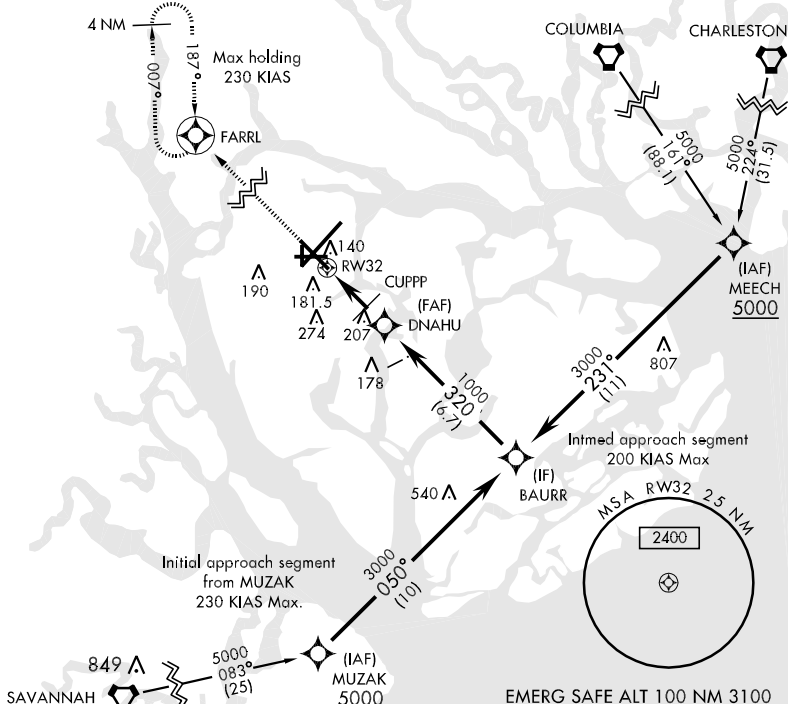 4 NM
187°
007°
Max holding
230 KIAS
FARRL
COLUMBIA
CHARLESTON
5000
161°
(88.1)
5000
224°
(31.5)
(IAF)
MEECH
5000
140
RW32
190
181.5
274
207
CUPPP
(FAF)
DNAHU
178
1000
320
(6.7)
3000
231°
(11)
807
Intmed approach segment
200 KIAS Max
(IF)
BAURR
540
MSA RW32 25 NM
2400
Initial approach segment
from MUZAK
230 KIAS Max.
3000
050°
(10)
849
5000
083°
(25)
SAVANNAH
(IAF)
MUZAK
5000
EMERG SAFE ALT 100 NM 3100